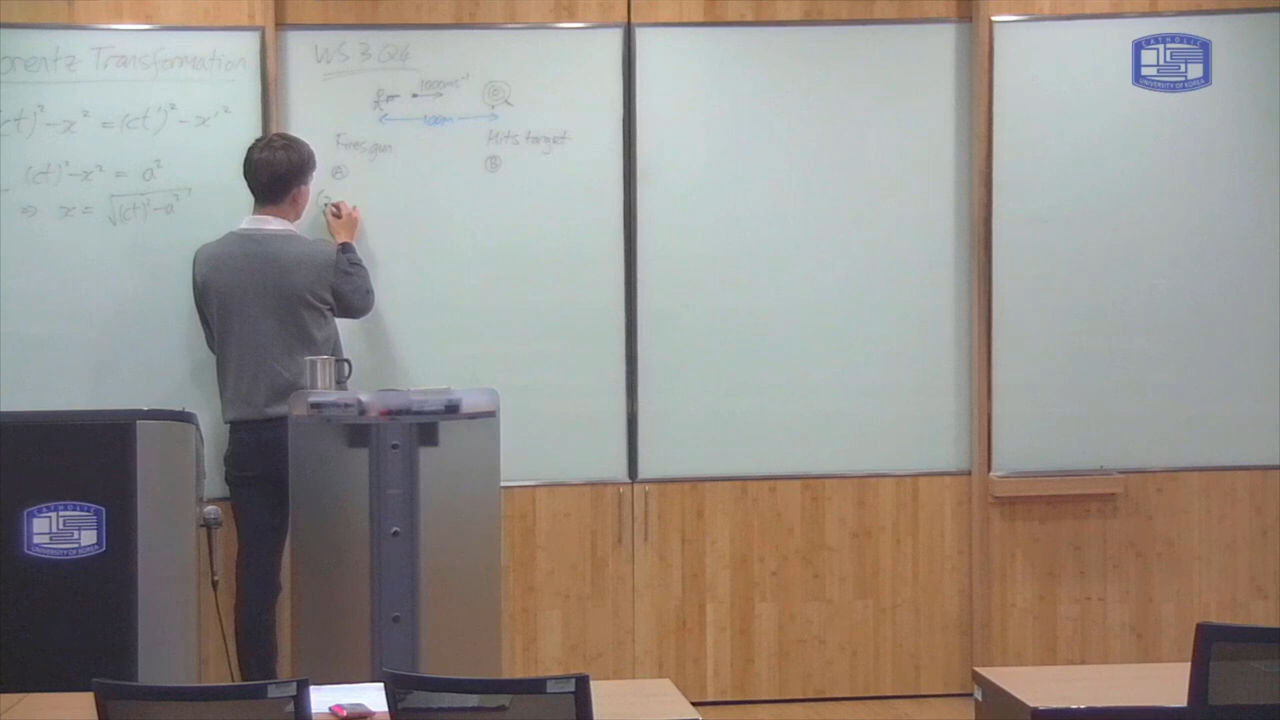 orentz Transformation
(ct)² - x² = (ct')² - x'²
(ct)² - x² = a²
⇒ x = √((ct)² - a²)
WS 3 Q4
1000ms⁻¹
100m
Fires gun
Hits target
A
B
CATHOLIC
UNIVERSITY OF KOREA
CATHOLIC
UNIVERSITY OF KOREA